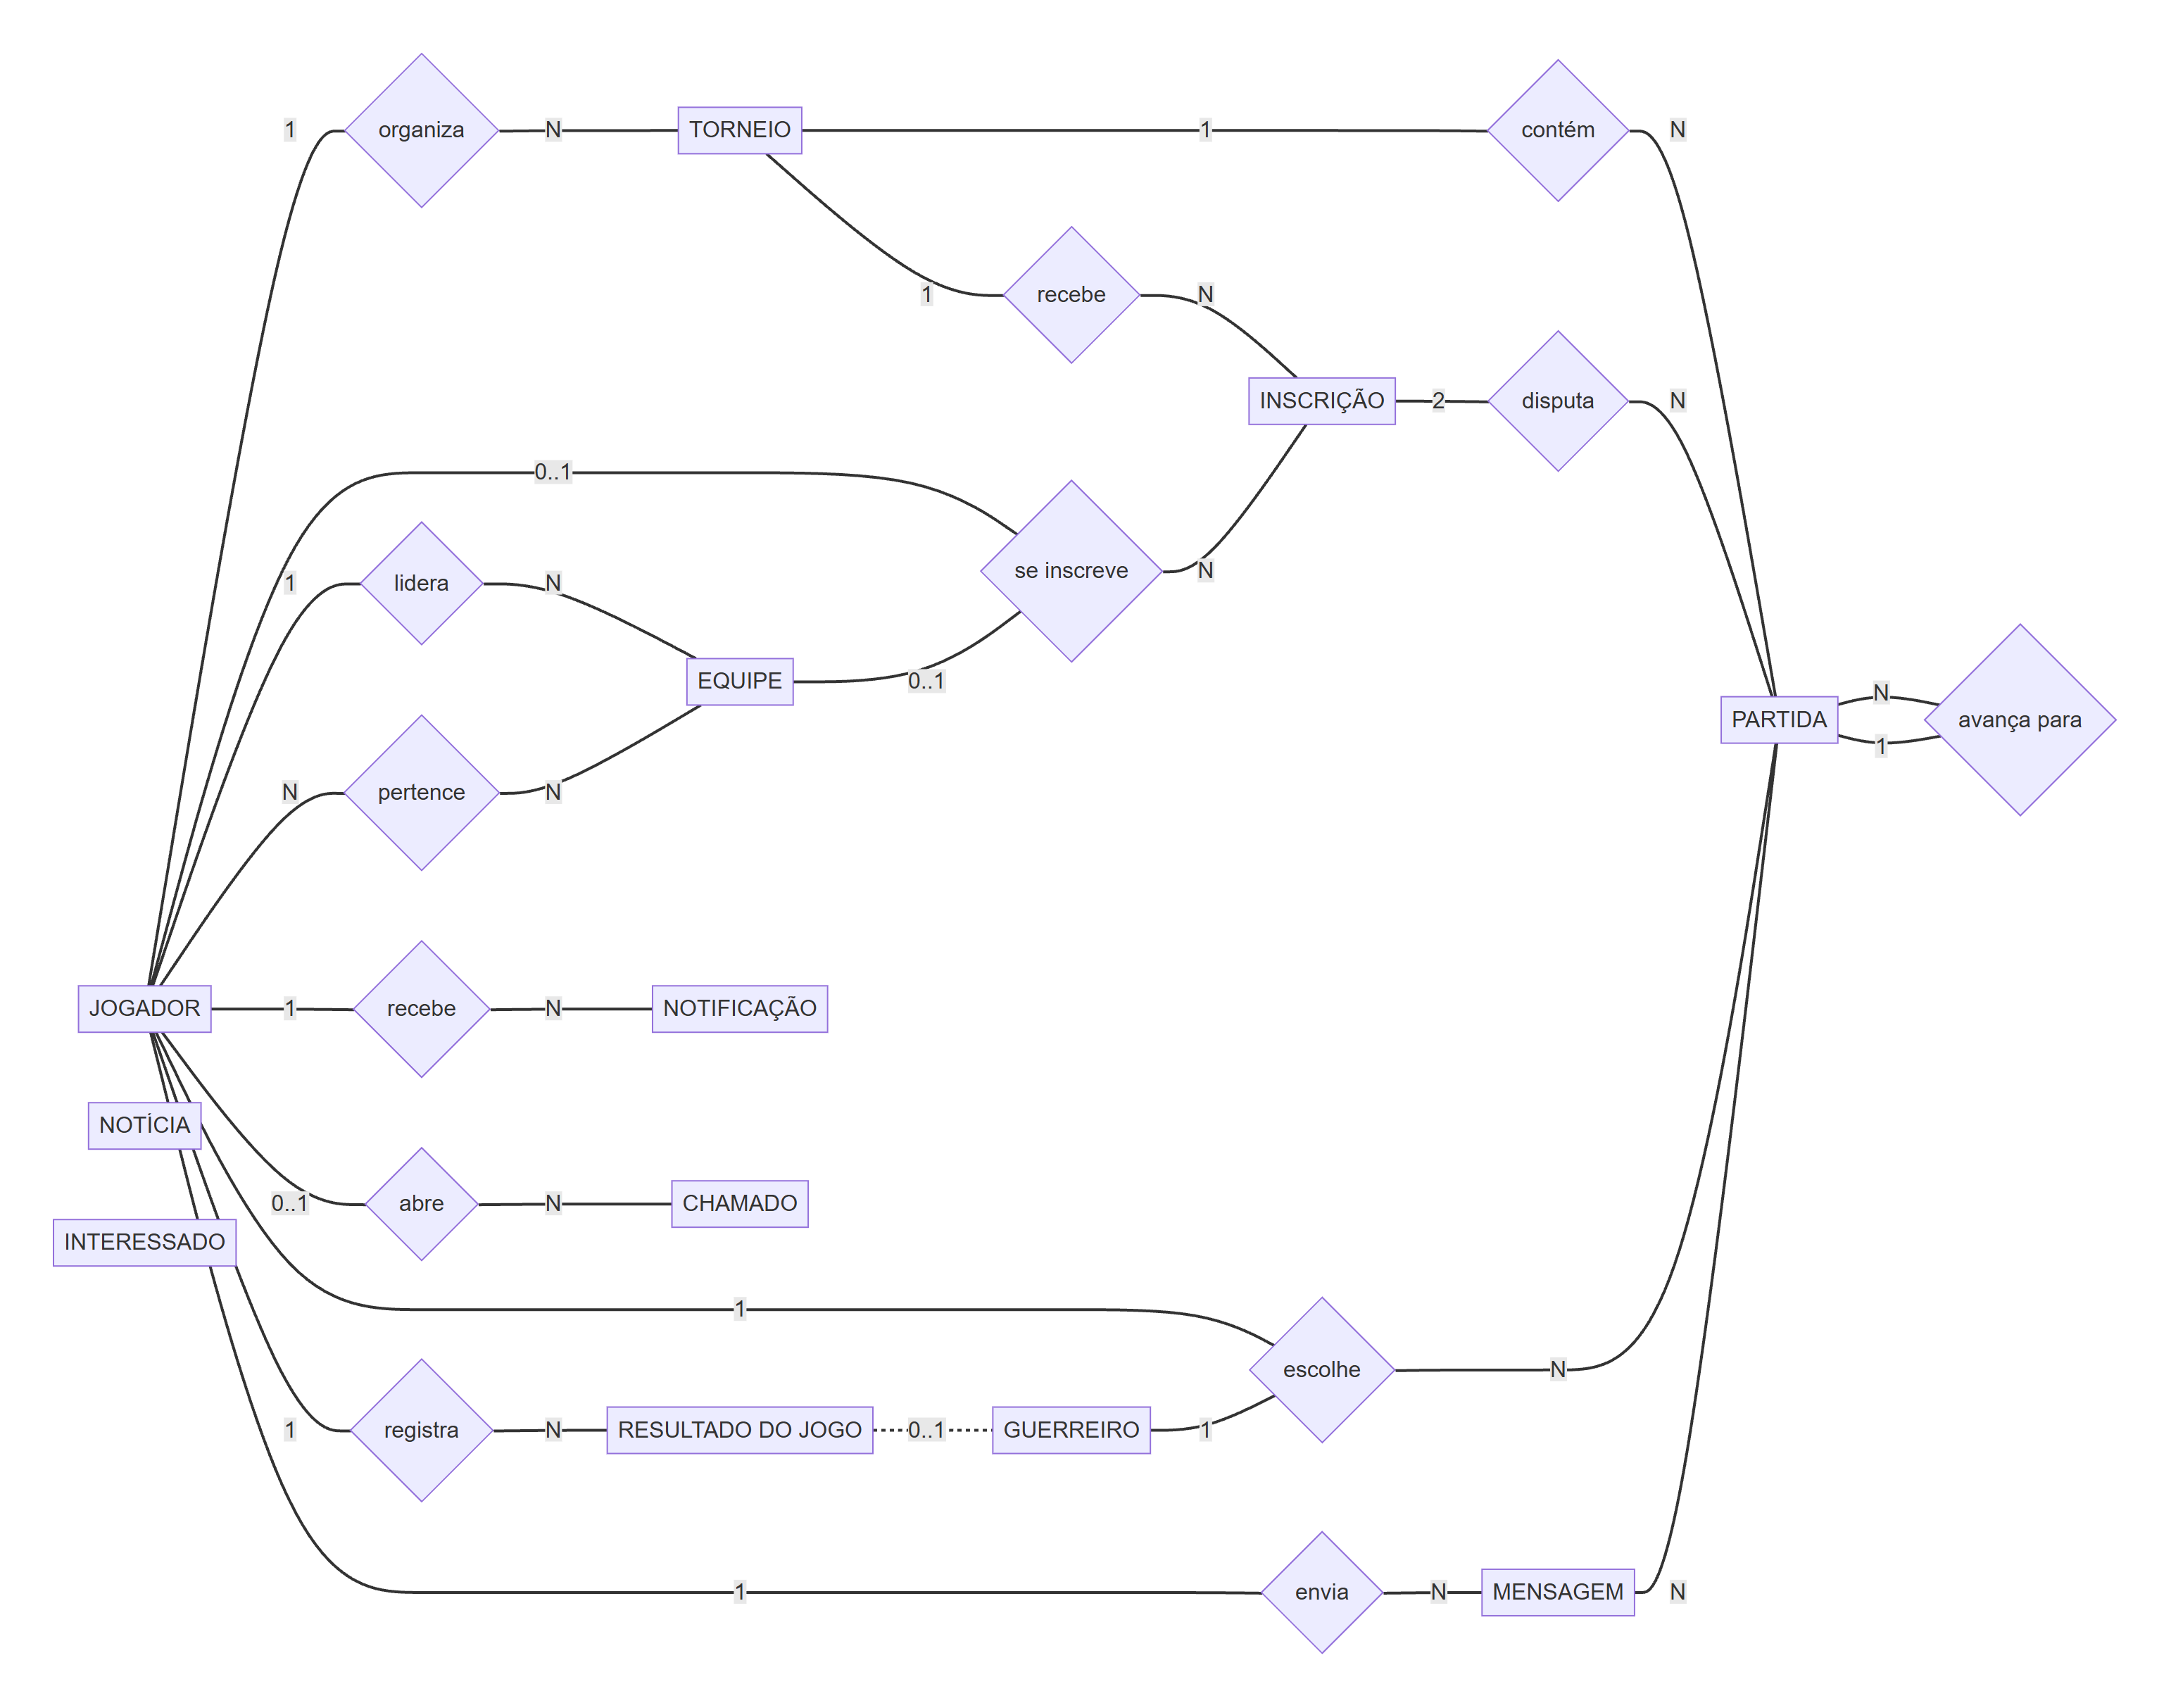 1
organiza
N
TORNEIO
1
contém
N
1
recebe
N
INSCRIÇÃO
2
disputa
N
0..1
se inscreve
N
1
lidera
N
EQUIPE
0..1
N
pertence
N
PARTIDA
N
1
avança para
JOGADOR
1
recebe
N
NOTIFICAÇÃO
NOTÍCIA
0..1
abre
N
CHAMADO
INTERESSADO
1
escolhe
N
1
registra
N
RESULTADO DO JOGO
0..1
GUERREIRO
1
1
envia
N
MENSAGEM
N